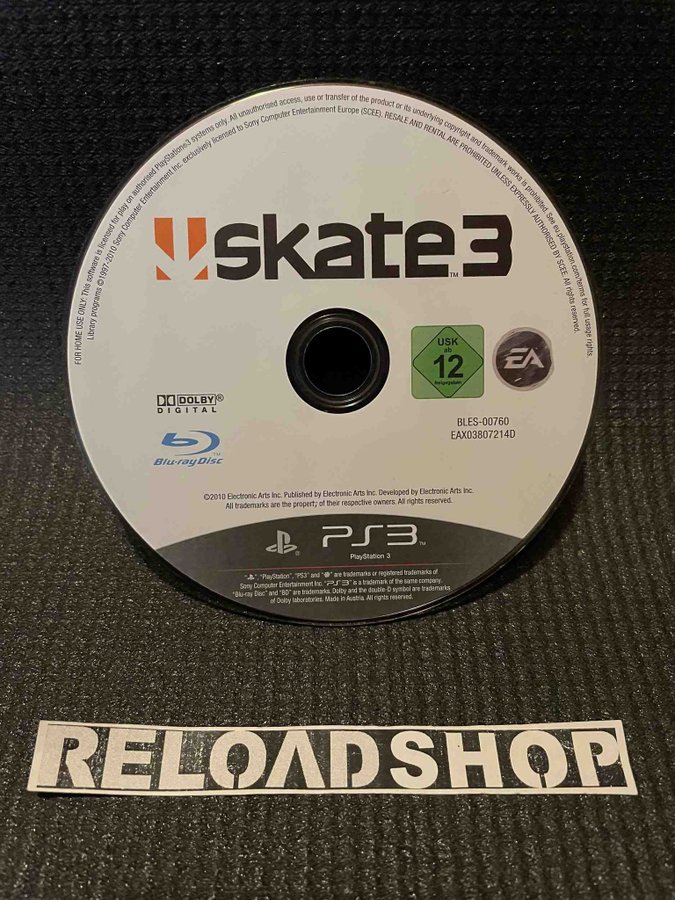 FOR HOME USE ONLY: This software is licensed for play on authorised PlayStation®3 systems only. All unauthorised access, use or transfer of the product or its underlying copyright and trademark works is prohibited. See eu.playstation.com/terms for full usage rights.
Library programs ©1997-2010 Sony Computer Entertainment Inc. exclusively licensed to Sony Computer Entertainment Europe (SCEE). RESALE AND RENTAL ARE PROHIBITED UNLESS EXPRESSLY AUTHORISED BY SCEE. All rights reserved.
skate 3™
USK
ab
12
freigegeben
EA
DOLBY®
DIGITAL
BLES-00760
EAX03807214D
Blu-ray Disc™
©2010 Electronic Arts Inc. Published by Electronic Arts Inc. Developed by Electronic Arts Inc.
All trademarks are the property of their respective owners. All rights reserved.
PS3™
PlayStation 3
", "PlayStation", "PS3" and "" are trademarks or registered trademarks of
Sony Computer Entertainment Inc. "PS3" is a trademark of the same company.
"Blu-ray Disc" and "BD" are trademarks. Dolby and the double-D symbol are trademarks
of Dolby laboratories. Made in Austria. All rights reserved.
RELOADSHOP